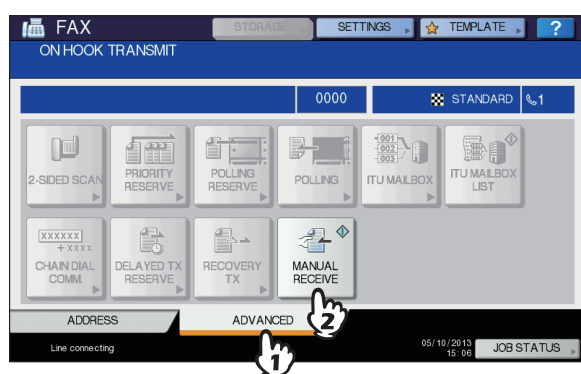 FAX
STORAGE
SETTINGS
TEMPLATE
?
ON HOOK TRANSMIT
0000
STANDARD
1
2-SIDED SCAN
PRIORITY
RESERVE
POLLING
RESERVE
POLLING
001
002
003
ITU MAILBOX
ITU MAILBOX
LIST
XXXXXX
+ XXXX
CHAIN DIAL
COMM.
DELAYED TX
RESERVE
RECOVERY
TX
MANUAL
RECEIVE
2
ADDRESS
ADVANCED
1
Line connecting
05/10/2013
15:06
JOB STATUS